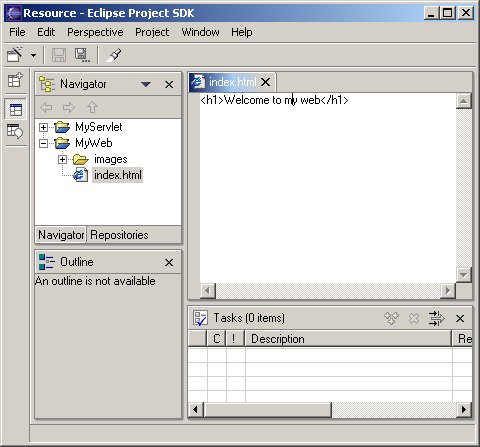 Resource - Eclipse Project SDK
File Edit Perspective Project Window Help
Navigator
MyServlet
MyWeb
images
index.html
Navigator Repositories
index.html
<h1>Welcome to my web</h1>
Outline
An outline is not available
Tasks (0 items)
C ! Description Re